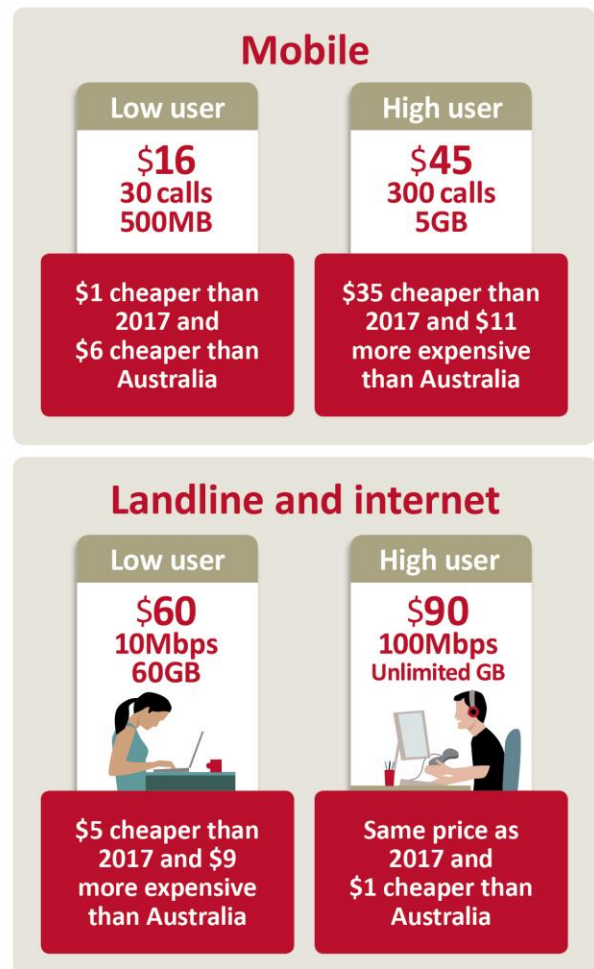 Mobile
Low user
$16
30 calls
500MB
$1 cheaper than
2017 and
$6 cheaper than
Australia
High user
$45
300 calls
5GB
$35 cheaper than
2017 and $11
more expensive
than Australia
Landline and internet
Low user
$60
10Mbps
60GB
$5 cheaper than
2017 and $9
more expensive
than Australia
High user
$90
100Mbps
Unlimited GB
Same price as
2017 and
$1 cheaper than
Australia